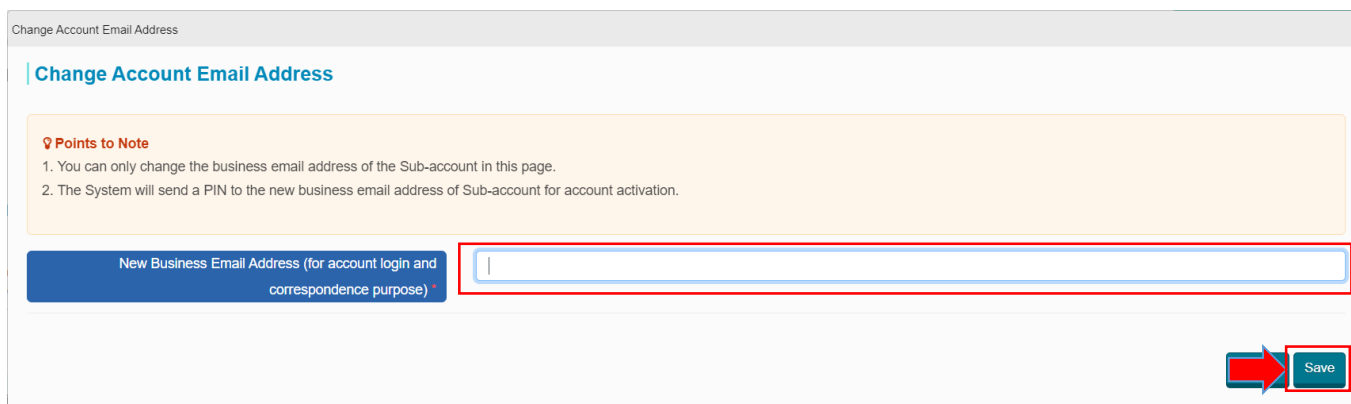 Change Account Email Address
Change Account Email Address
Points to Note
1. You can only change the business email address of the Sub-account in this page.
2. The System will send a PIN to the new business email address of Sub-account for account activation.
New Business Email Address (for account login and
correspondence purpose) *
Save